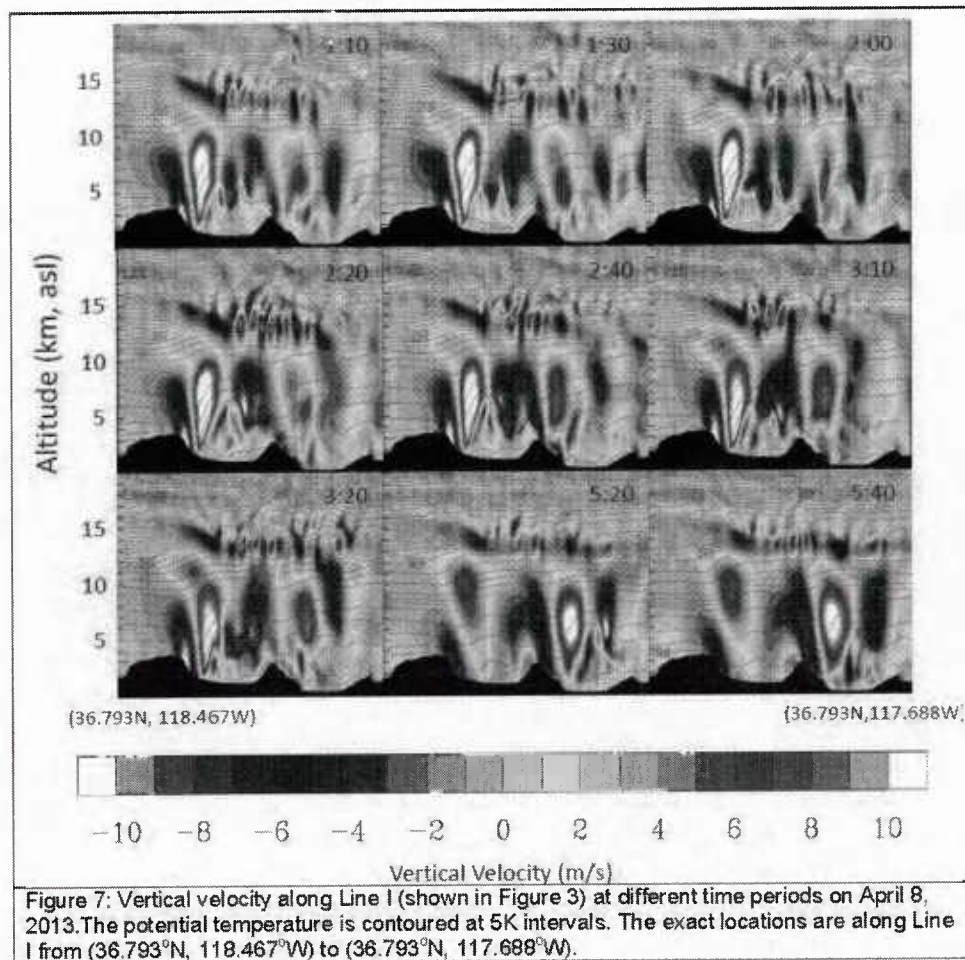 1:10 1:30 2:00
15
10
5
2:20 2:40 3:10
15
10
5
Altitude (km, asl)
3:20 5:20 5:40
15
10
5
(36.793N, 118.467W) (36.793N,117.688W)
−10 −8 −6 −4 −2 0 2 4 6 8 10
Vertical Velocity (m/s)
Figure 7: Vertical velocity along Line I (shown in Figure 3) at different time periods on April 8,
2013.The potential temperature is contoured at 5K intervals. The exact locations are along Line
I from (36.793⁰N, 118.467⁰W) to (36.793⁰N, 117.688⁰W).